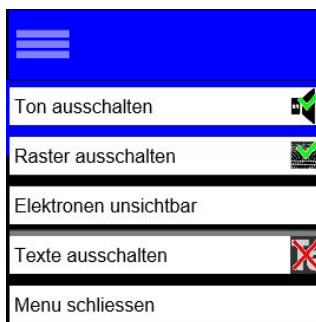 Ton ausschalten
Raster ausschalten
Elektronen unsichtbar
Texte ausschalten
Menu schliessen